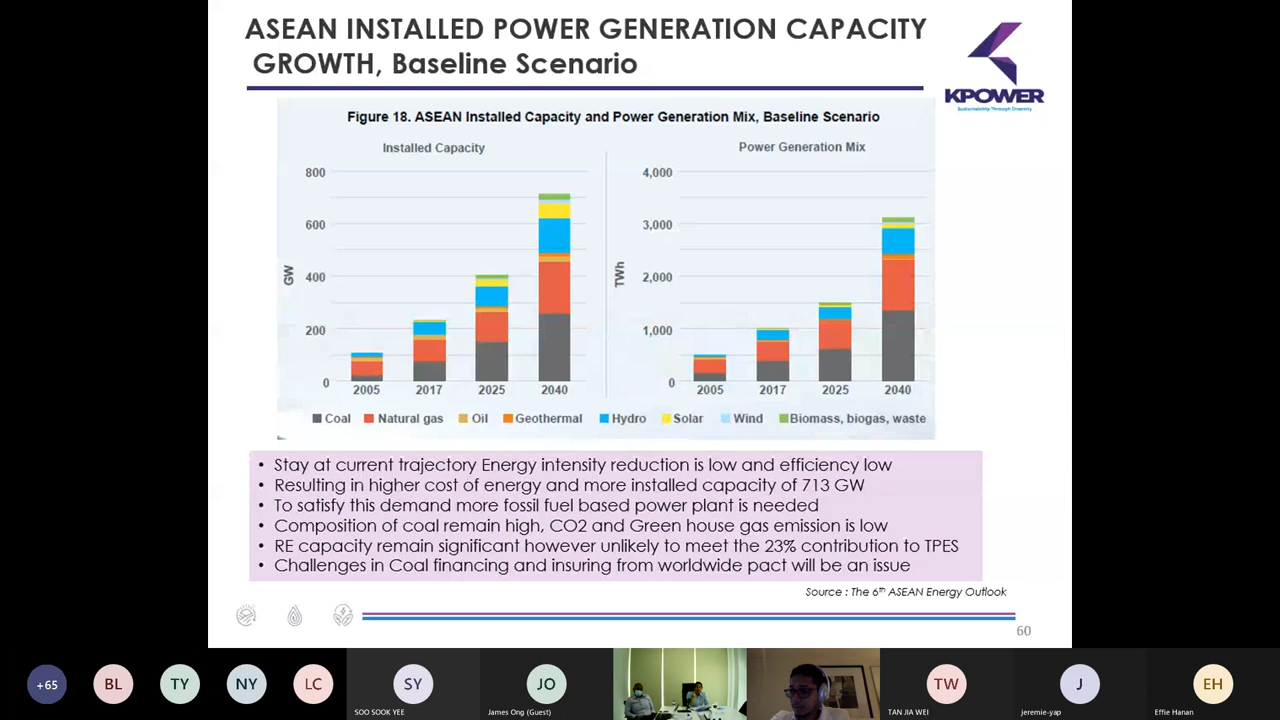 ASEAN INSTALLED POWER GENERATION CAPACITY
GROWTH, Baseline Scenario
KPOWER
Sustainability Through Diversity
Figure 18. ASEAN Installed Capacity and Power Generation Mix, Baseline Scenario
Installed Capacity
Power Generation Mix
800
600
400
200
0
GW
2005
2017
2025
2040
4,000
3,000
2,000
1,000
0
TWh
2005
2017
2025
2040
Coal
Natural gas
Oil
Geothermal
Hydro
Solar
Wind
Biomass, biogas, waste
• Stay at current trajectory Energy intensity reduction is low and efficiency low
• Resulting in higher cost of energy and more installed capacity of 713 GW
• To satisfy this demand more fossil fuel based power plant is needed
• Composition of coal remain high, CO2 and Green house gas emission is low
• RE capacity remain significant however unlikely to meet the 23% contribution to TPES
• Challenges in Coal financing and insuring from worldwide pact will be an issue
Source : The 6th ASEAN Energy Outlook
60
+65
BL
TY
NY
LC
SY
SOO SOOK YEE
JO
James Ong (Guest)
TW
TAN JIA WEI
J
jeremie-yap
EH
Effie Hanan